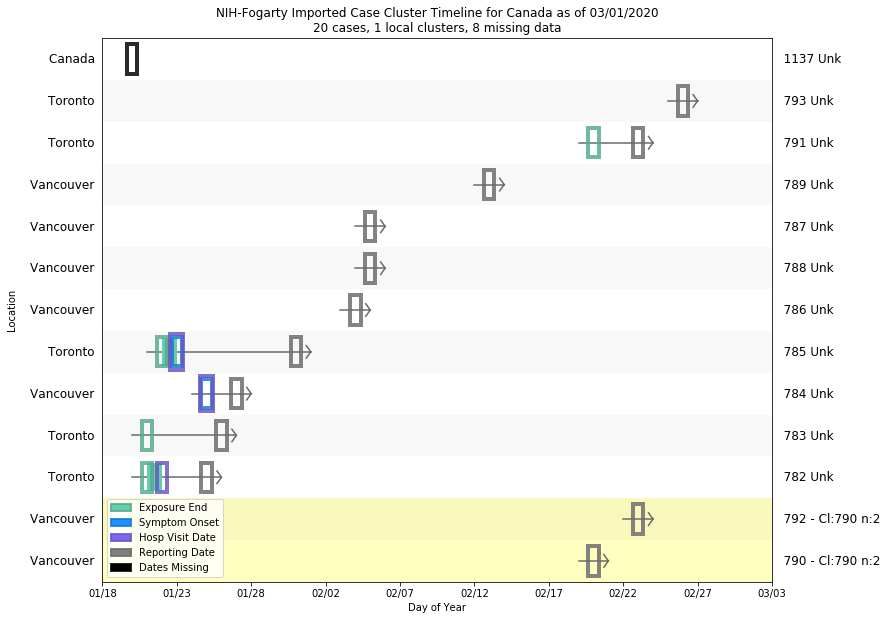 NIH-Fogarty Imported Case Cluster Timeline for Canada as of 03/01/2020
20 cases, 1 local clusters, 8 missing data
Location
Canada 1137 Unk
Toronto 793 Unk
Toronto 791 Unk
Vancouver 789 Unk
Vancouver 787 Unk
Vancouver 788 Unk
Vancouver 786 Unk
Toronto 785 Unk
Vancouver 784 Unk
Toronto 783 Unk
Toronto 782 Unk
Vancouver 792 - Cl:790 n:2
Vancouver 790 - Cl:790 n:2
Exposure End
Symptom Onset
Hosp Visit Date
Reporting Date
Dates Missing
01/18 01/23 01/28 02/02 02/07 02/12 02/17 02/22 02/27 03/03
Day of Year